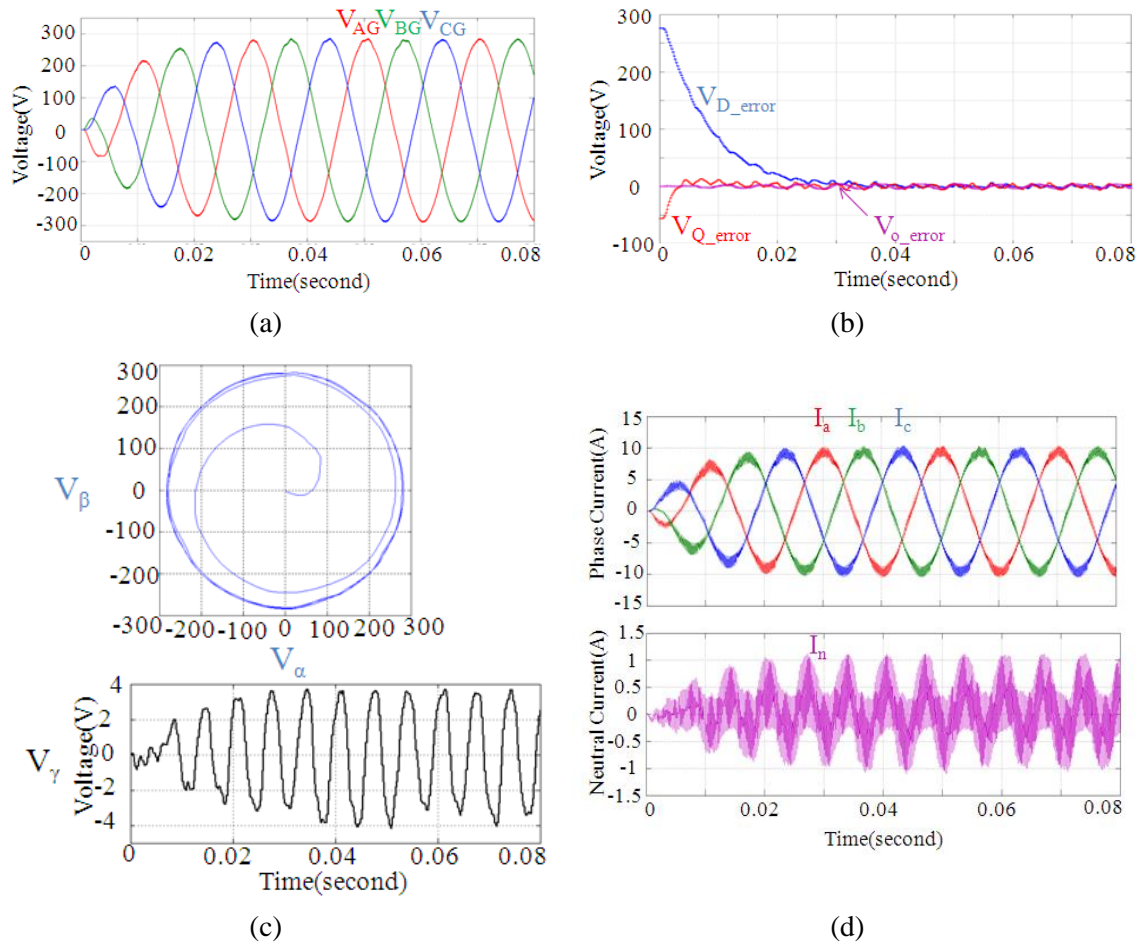 V_AG V_BG V_CG
300
200
100
0
-100
-200
-300
Voltage(V)
0 0.02 0.04 0.06 0.08
Time(second)
(a)
300
200
100
0
-100
Voltage(V)
V_D_error
V_Q_error
V_o_error
0 0.02 0.04 0.06 0.08
Time(second)
(b)
300
200
100
0
-100
-200
-300
V_β
-300 -200 -100 0 100 200 300
V_α
4
2
0
-2
-4
V_γ
Voltage(V)
0 0.02 0.04 0.06 0.08
Time(second)
(c)
I_a I_b I_c
15
10
5
0
-5
-10
-15
Phase Current(A)
I_n
1.5
1
0.5
0
-0.5
-1
-1.5
Neutral Current(A)
0 0.02 0.04 0.06 0.08
Time(second)
(d)